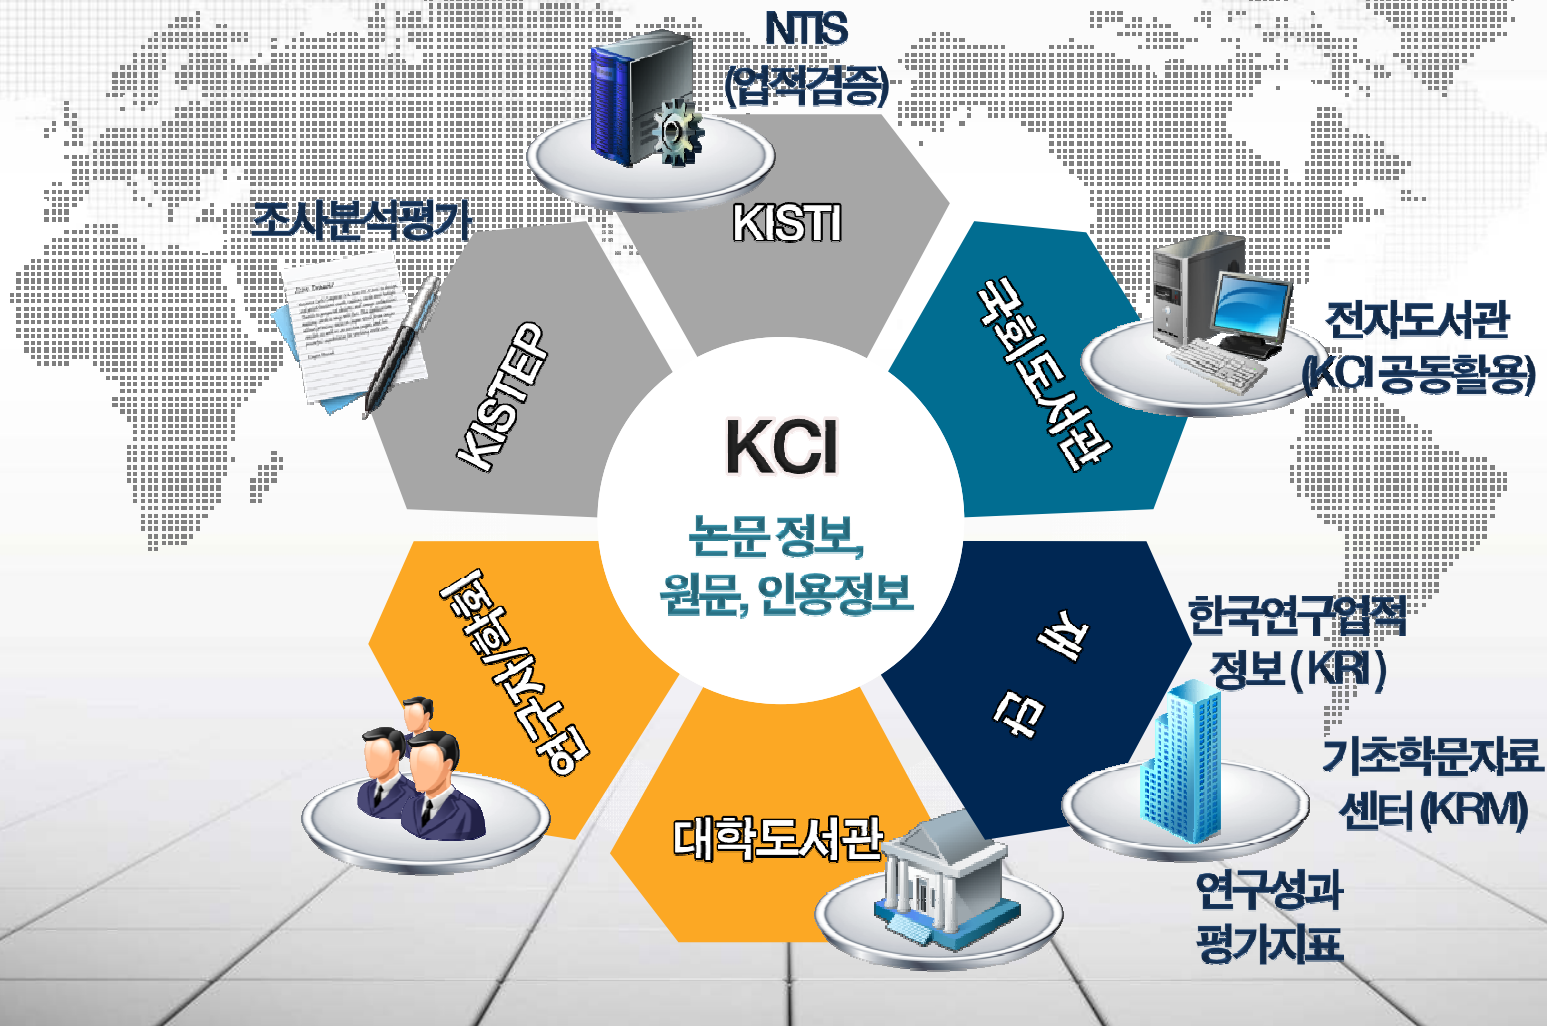 NTIS
(업적검증)
KISTI
조사분석평가
KISTEP
국회도서관
전자도서관
(KCI 공동활용)
KCI
논문 정보,
원문, 인용정보
연구자/학회
대학도서관
재 단
한국연구업적
정보 ( KRI )
기초학문자료
센터 (KRM)
연구성과
평가지표